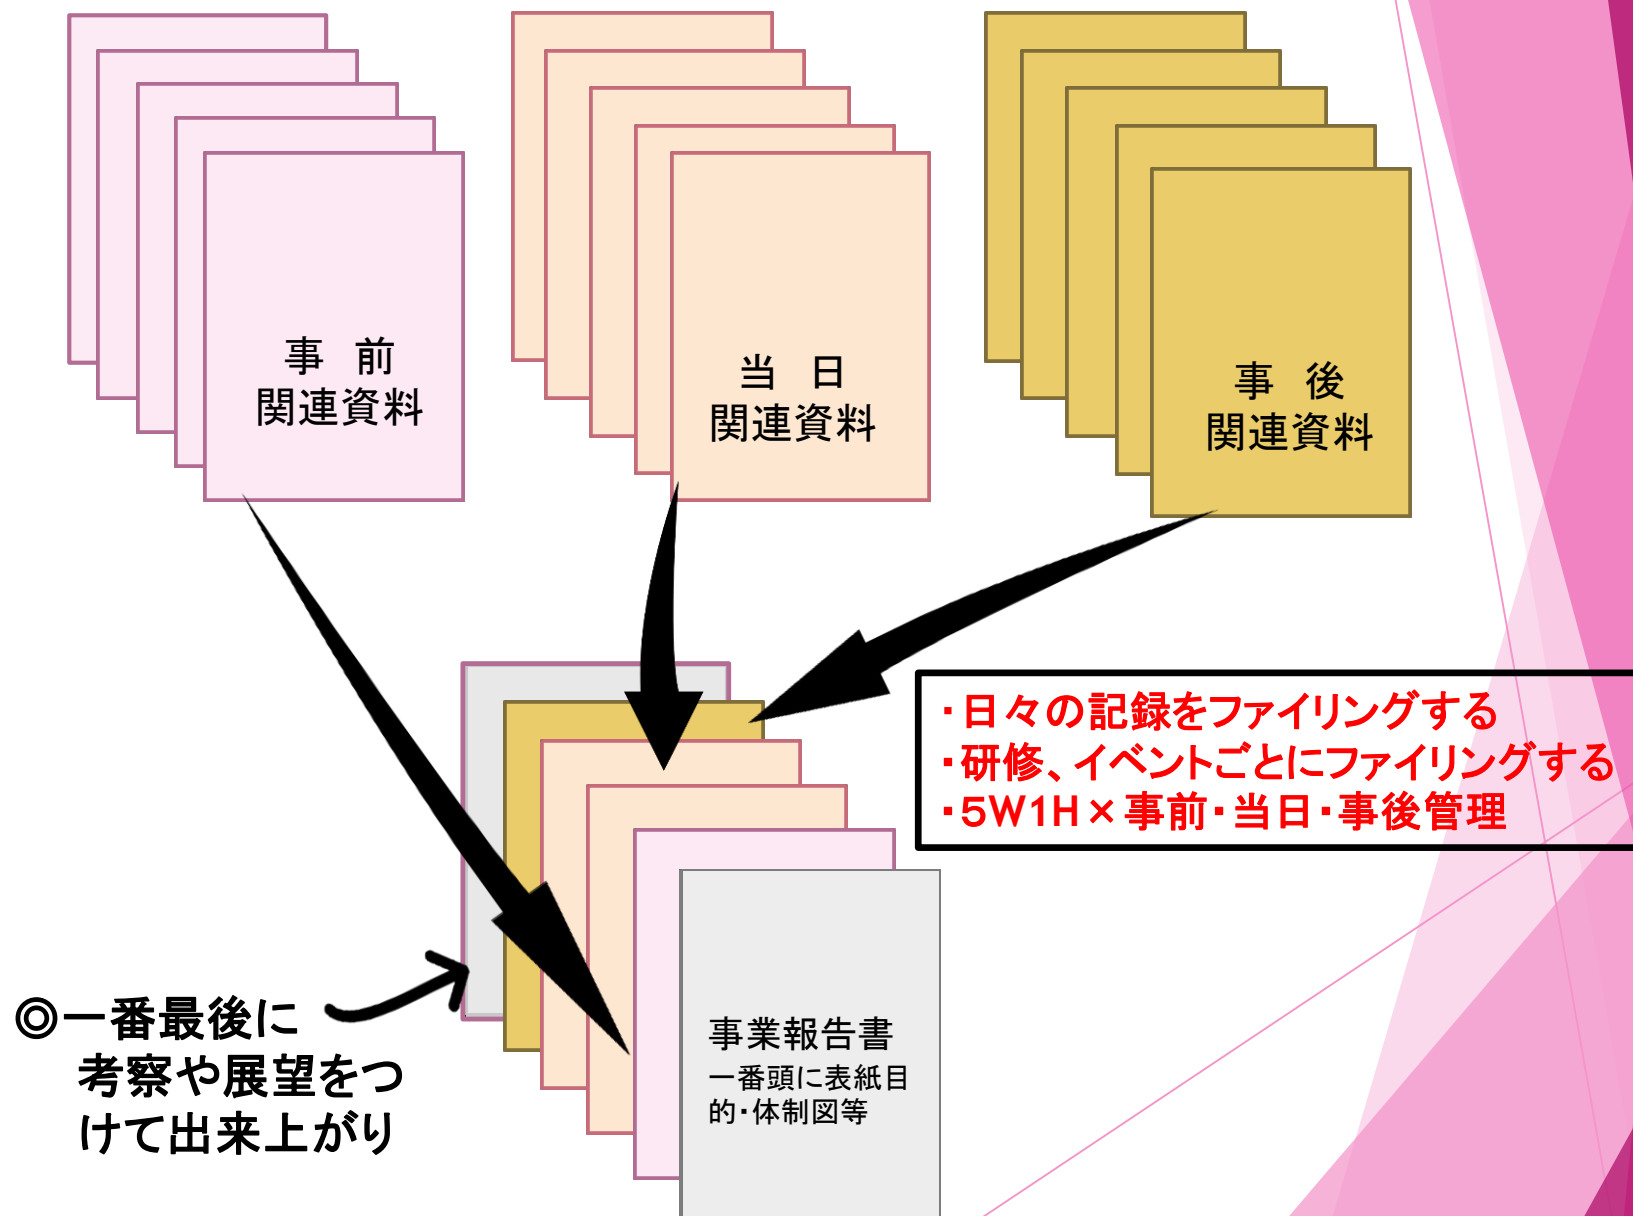 事　前
関連資料
当　日
関連資料
事　後
関連資料
・日々の記録をファイリングする
・研修、イベントごとにファイリングする
・5W1H×事前・当日・事後管理
◎一番最後に
考察や展望をつ
けて出来上がり
事業報告書
一番頭に表紙目
的・体制図等